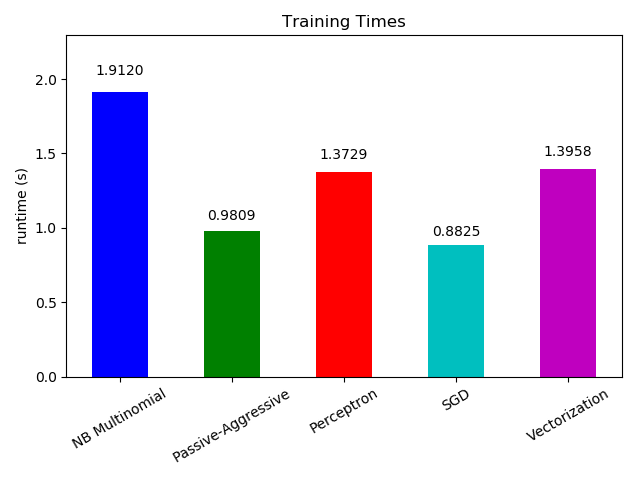 Training Times
runtime (s)
2.0
1.5
1.0
0.5
0.0
1.9120
0.9809
1.3729
0.8825
1.3958
NB Multinomial
Passive-Aggressive
Perceptron
SGD
Vectorization